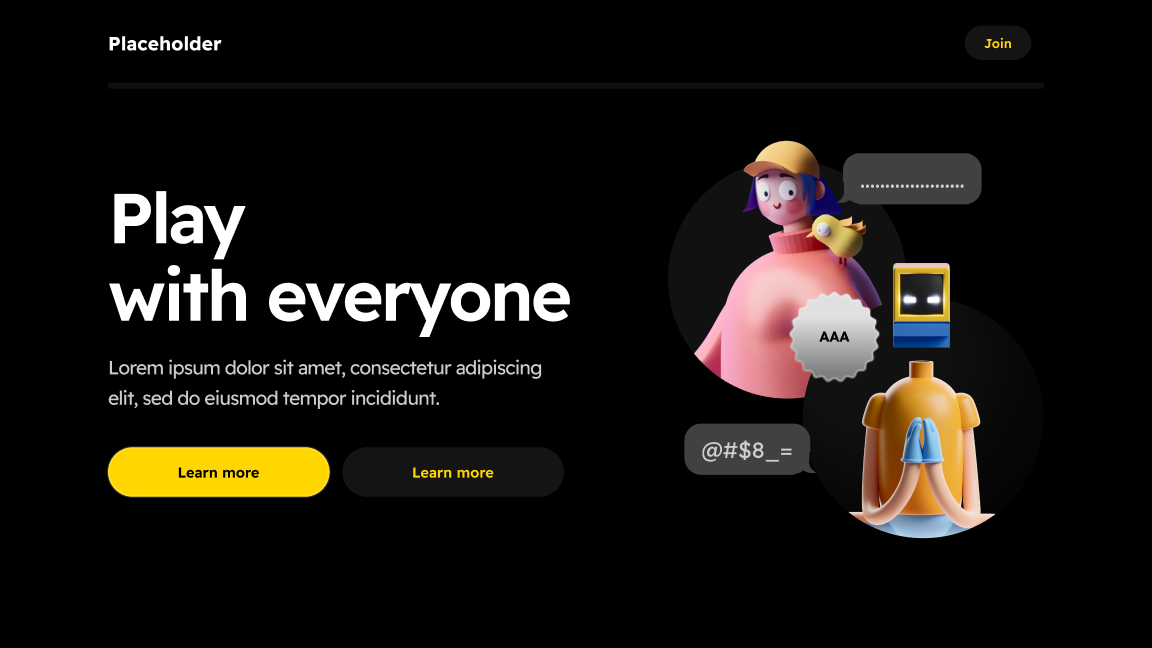 Placeholder
Join
Play
with everyone
Lorem ipsum dolor sit amet, consectetur adipiscing
elit, sed do eiusmod tempor incididunt.
Learn more
Learn more
.....................
AAA
@#$8_=